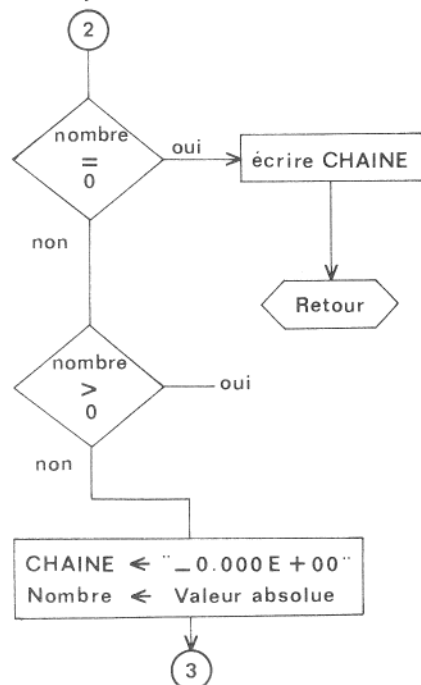 2
nombre
=
0
oui
écrire CHAINE
non
Retour
nombre
>
0
oui
non
CHAINE ← "_0.000E+00"
Nombre ← Valeur absolue
3